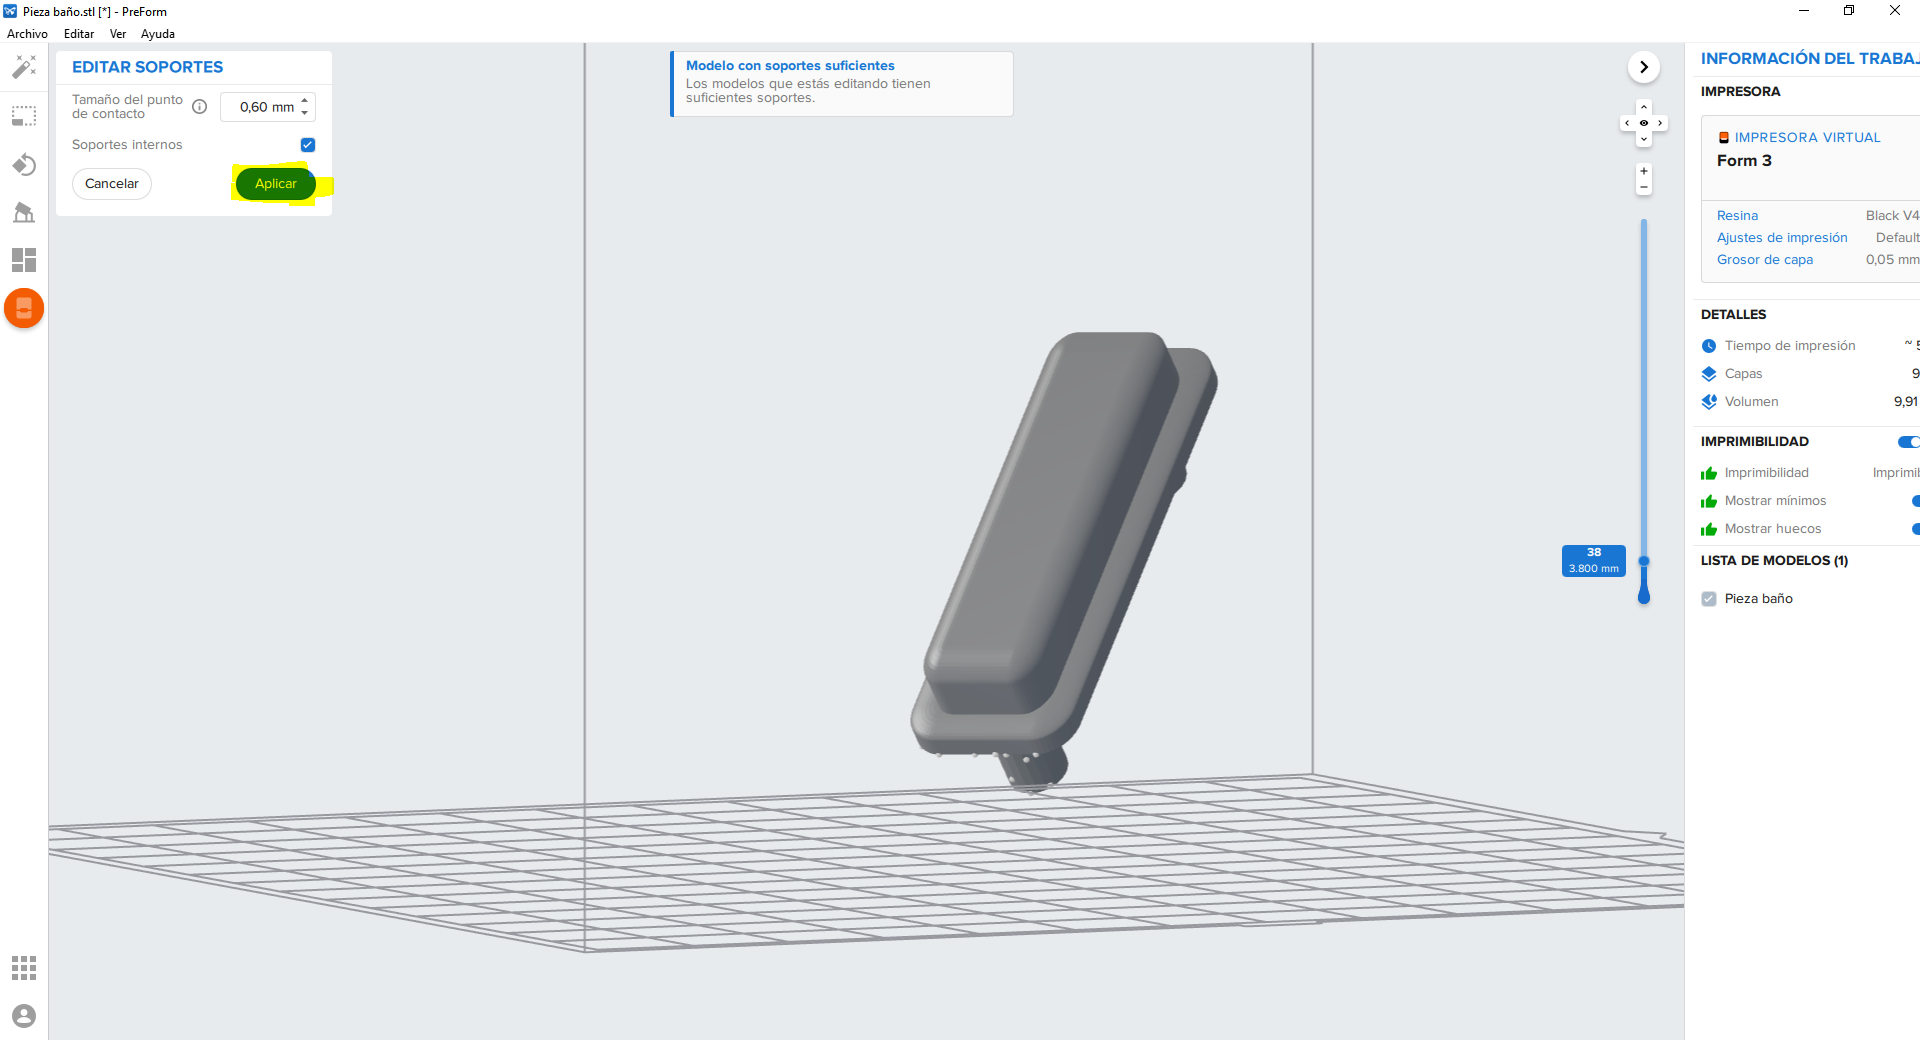 Pieza baño.stl [*] - PreForm
Archivo Editar Ver Ayuda
EDITAR SOPORTES
Tamaño del punto
de contacto
0,60 mm
Soportes internos
Cancelar
Aplicar
Modelo con soportes suficientes
Los modelos que estás editando tienen
suficientes soportes.
38
3.800 mm
INFORMACIÓN DEL TRABAJ
IMPRESORA
IMPRESORA VIRTUAL
Form 3
Resina Black V4
Ajustes de impresión Default
Grosor de capa 0,05 mm
DETALLES
Tiempo de impresión ~ 5
Capas 9
Volumen 9,91
IMPRIMIBILIDAD
Imprimibilidad Imprimib
Mostrar mínimos
Mostrar huecos
LISTA DE MODELOS (1)
Pieza baño